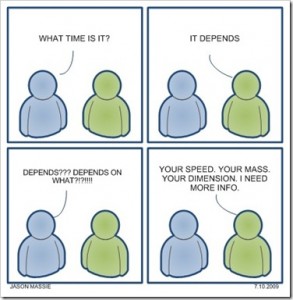 WHAT TIME IS IT?
IT DEPENDS
DEPENDS??? DEPENDS ON
WHAT?!?!!!!
YOUR SPEED. YOUR MASS.
YOUR DIMENSION. I NEED
MORE INFO.
JASON MASSIE
7.10.2009